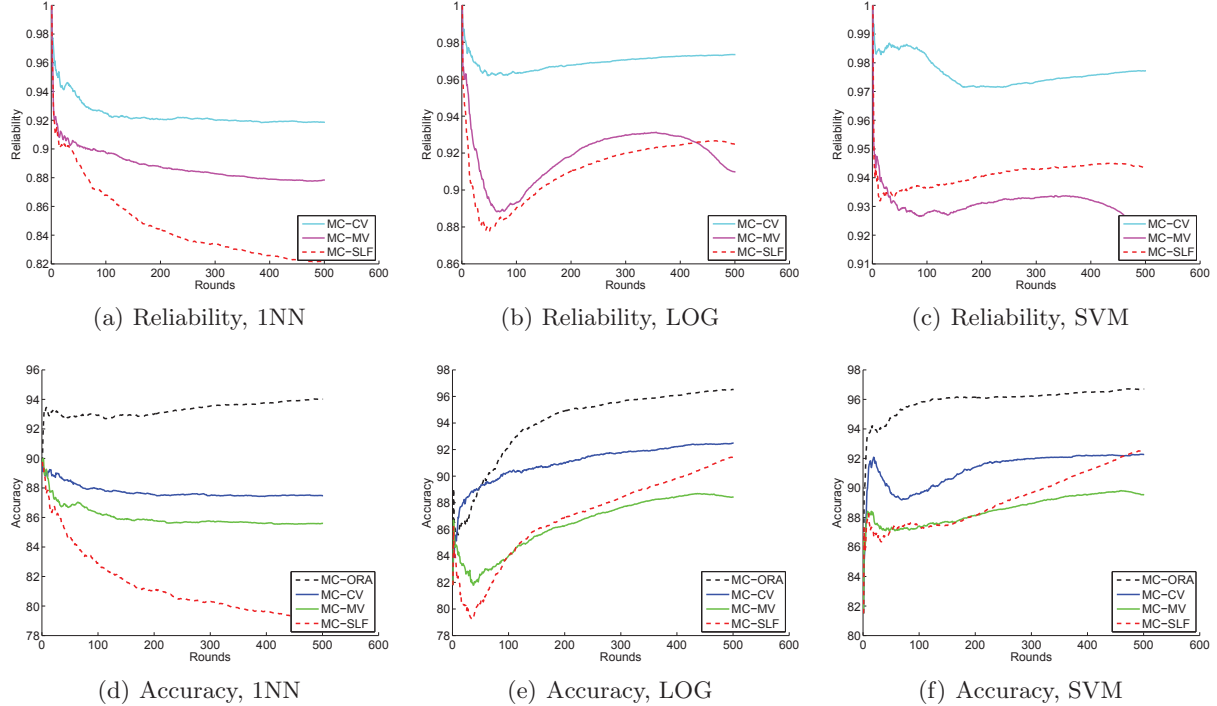 1
0.98
0.96
0.94
0.92
0.9
0.88
0.86
0.84
0.82
Reliability
0 100 200 300 400 500 600
Rounds
MC-CV
MC-MV
MC-SLF
(a) Reliability, 1NN
1
0.98
0.96
0.94
0.92
0.9
0.88
0.86
Reliability
0 100 200 300 400 500 600
Rounds
MC-CV
MC-MV
MC-SLF
(b) Reliability, LOG
1
0.99
0.98
0.97
0.96
0.95
0.94
0.93
0.92
0.91
Reliability
0 100 200 300 400 500 600
Rounds
MC-CV
MC-MV
MC-SLF
(c) Reliability, SVM
96
94
92
90
88
86
84
82
80
78
Accuracy
0 100 200 300 400 500 600
Rounds
MC-ORA
MC-CV
MC-MV
MC-SLF
(d) Accuracy, 1NN
98
96
94
92
90
88
86
84
82
80
78
Accuracy
0 100 200 300 400 500 600
Rounds
MC-ORA
MC-CV
MC-MV
MC-SLF
(e) Accuracy, LOG
98
96
94
92
90
88
86
84
82
80
Accuracy
0 100 200 300 400 500 600
Rounds
MC-ORA
MC-CV
MC-MV
MC-SLF
(f) Accuracy, SVM